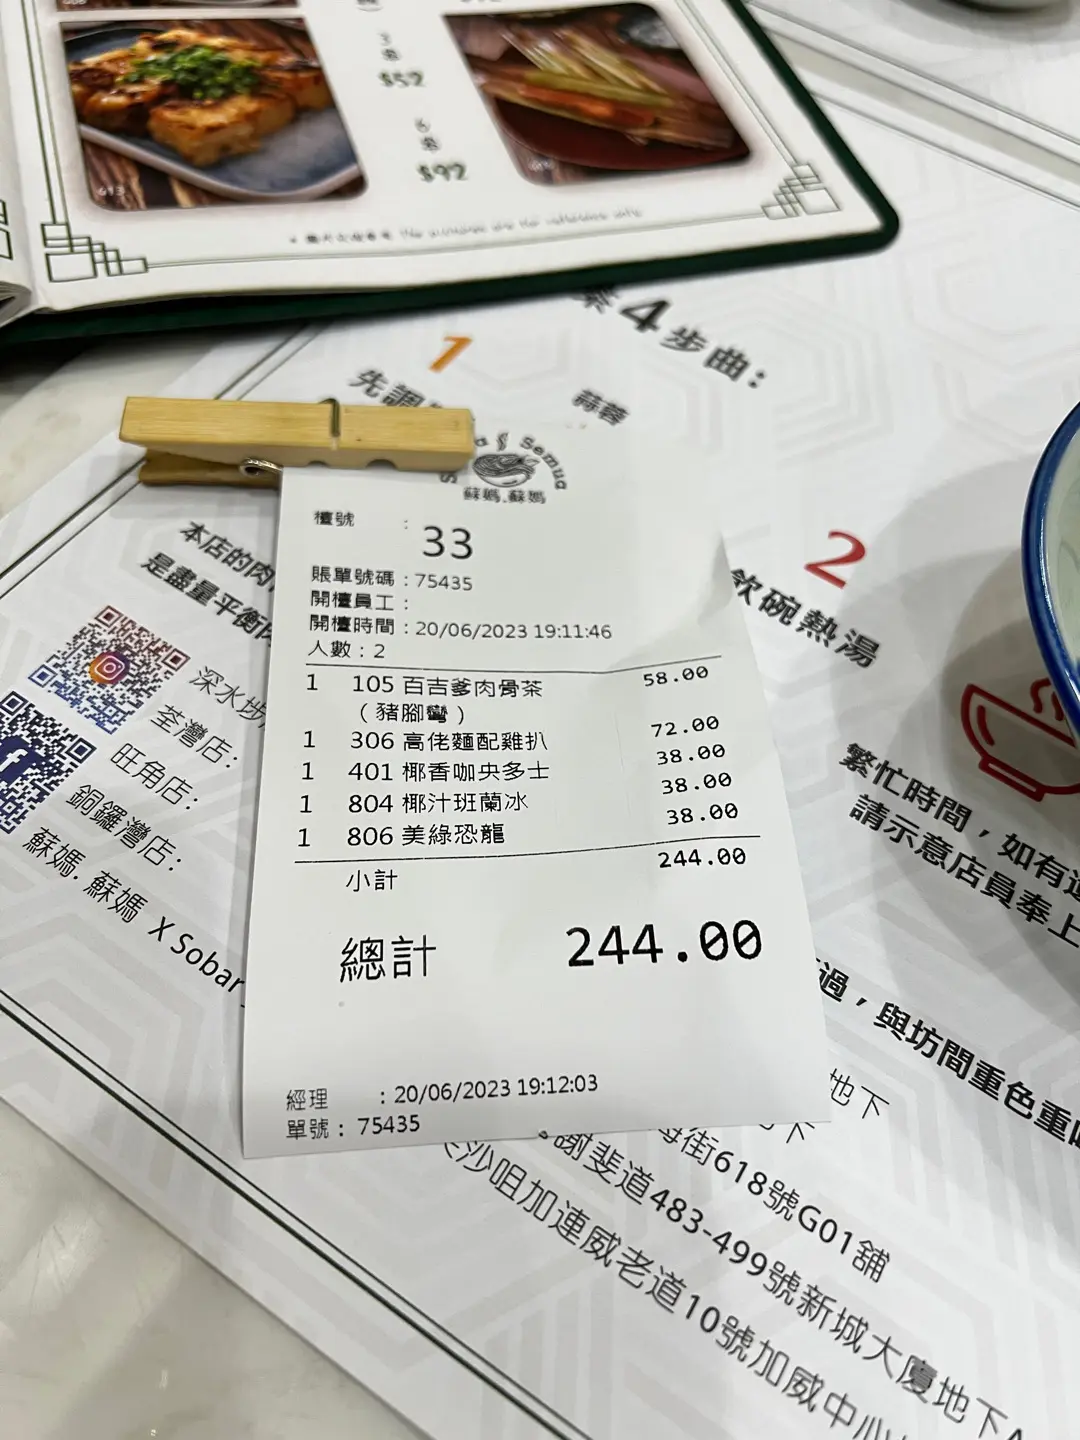 3
$52
6
$92
613
茶4步曲:
1
先調
蒜蓉
Semua
蘇媽.蘇媽
檯號 :
33
賬單號碼 : 75435
開檯員工 :
開檯時間 : 20/06/2023 19:11:46
人數 : 2
1 105 百吉爹肉骨茶 58.00
（豬腳彎）
1 306 高佬麵配雞扒 72.00
1 401 椰香咖央多士 38.00
1 804 椰汁班蘭冰 38.00
1 806 美綠恐龍 38.00
小計 244.00
總計 244.00
經理 : 20/06/2023 19:12:03
單號 : 75435
本店的肉
是盡量平衡
深水埗
荃灣店:
旺角店:
銅鑼灣店:
蘇媽. 蘇媽 X Sobar
2
飲碗熱湯
繁忙時間，如有
請示意店員奉上
過，與坊間重色重
地下
下
街618號G01舖
謝斐道483-499號新城大廈地下
沙咀加連威老道10號加威中心